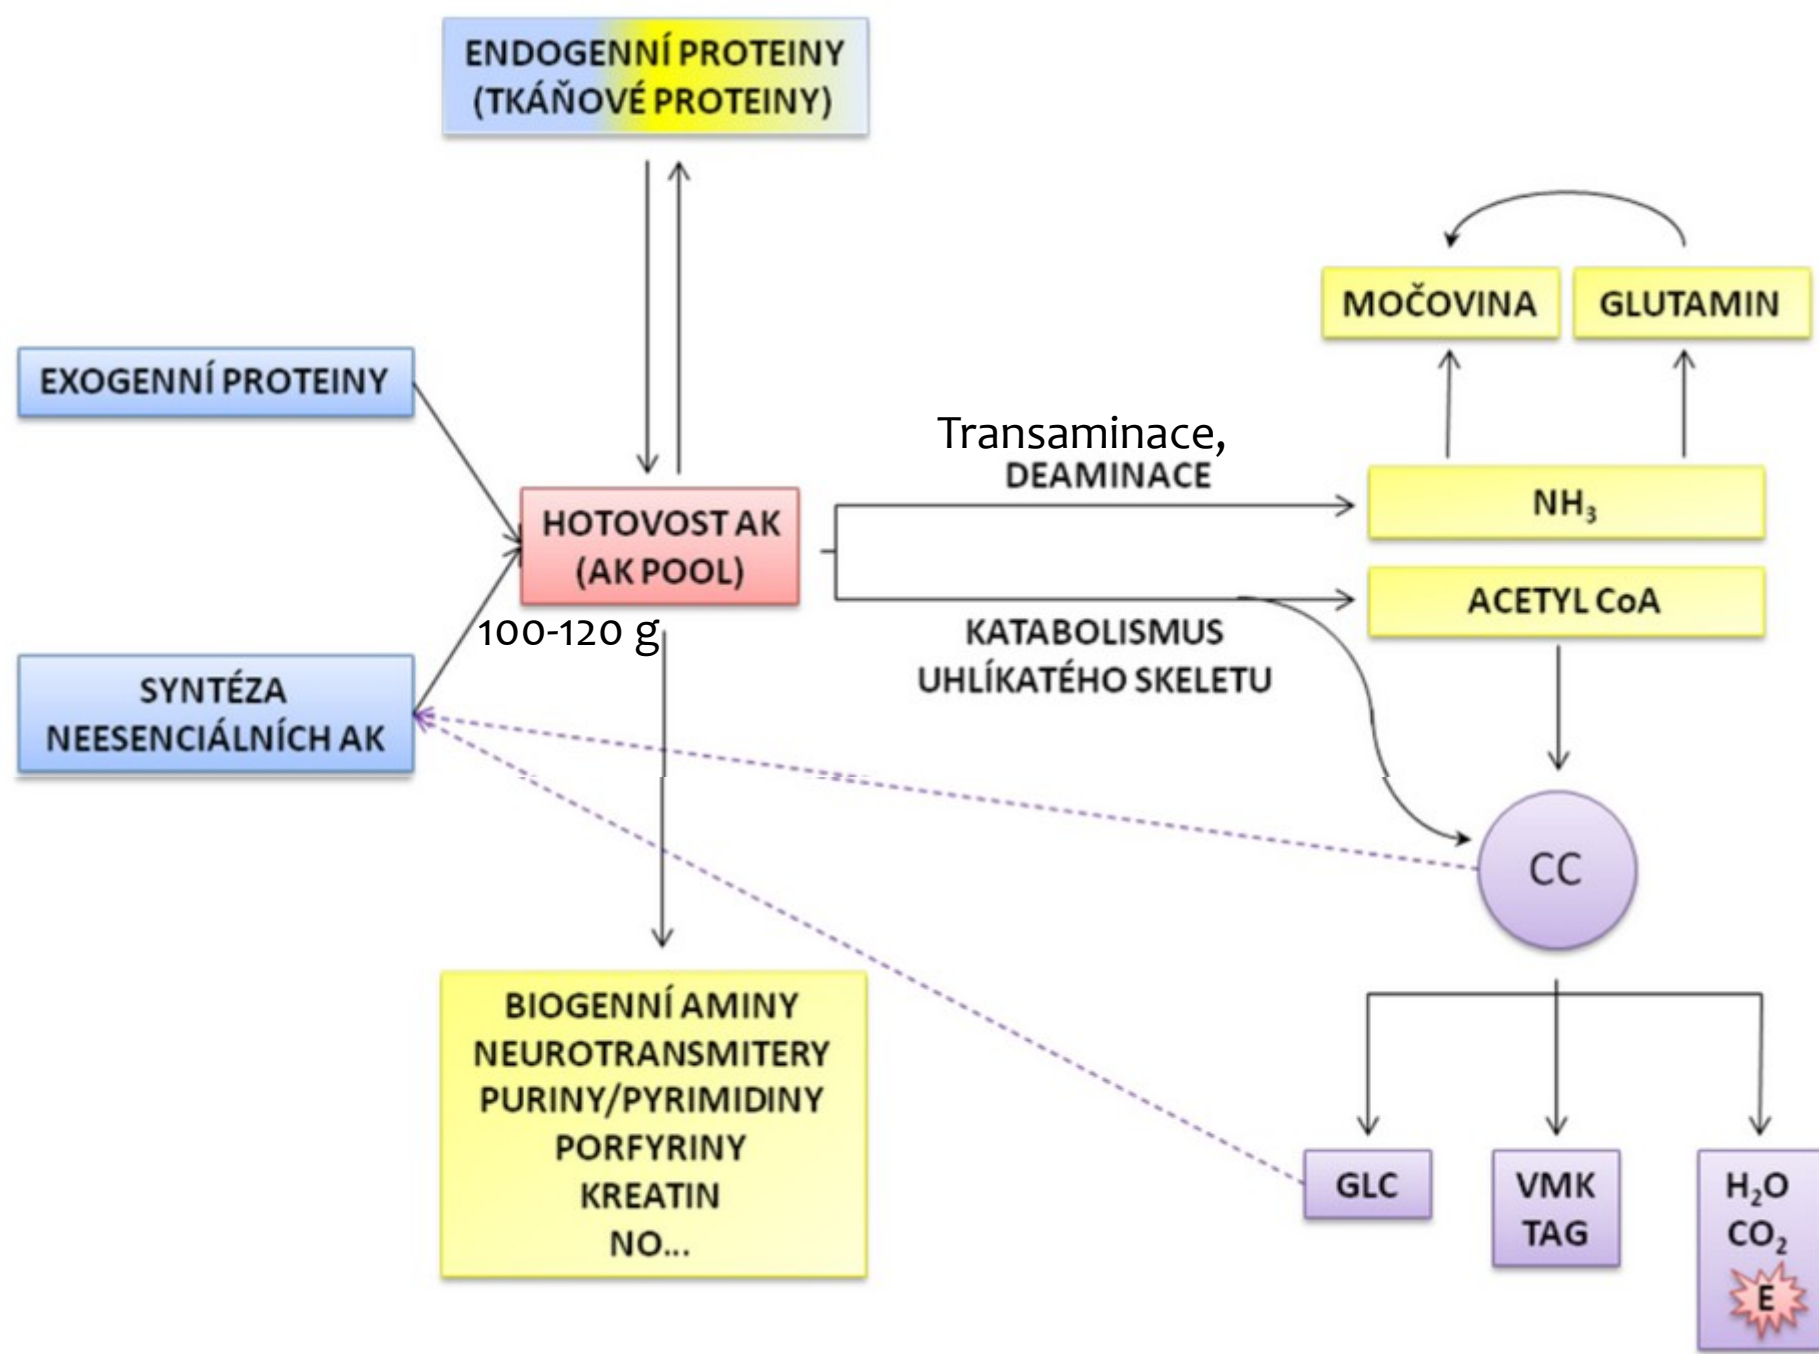 ENDOGENNÍ PROTEINY
(TKÁŇOVÉ PROTEINY)
MOČOVINA
GLUTAMIN
EXOGENNÍ PROTEINY
Transaminace,
DEAMINACE
NH₃
HOTOVOST AK
(AK POOL)
ACETYL CoA
100-120 g
KATABOLISMUS
UHLÍKATÉHO SKELETU
SYNTÉZA
NEESENCIÁLNÍCH AK
CC
BIOGENNÍ AMINY
NEUROTRANSMITERY
PURINY/PYRIMIDINY
PORFYRINY
KREATIN
NO...
GLC
VMK
TAG
H₂O
CO₂
E